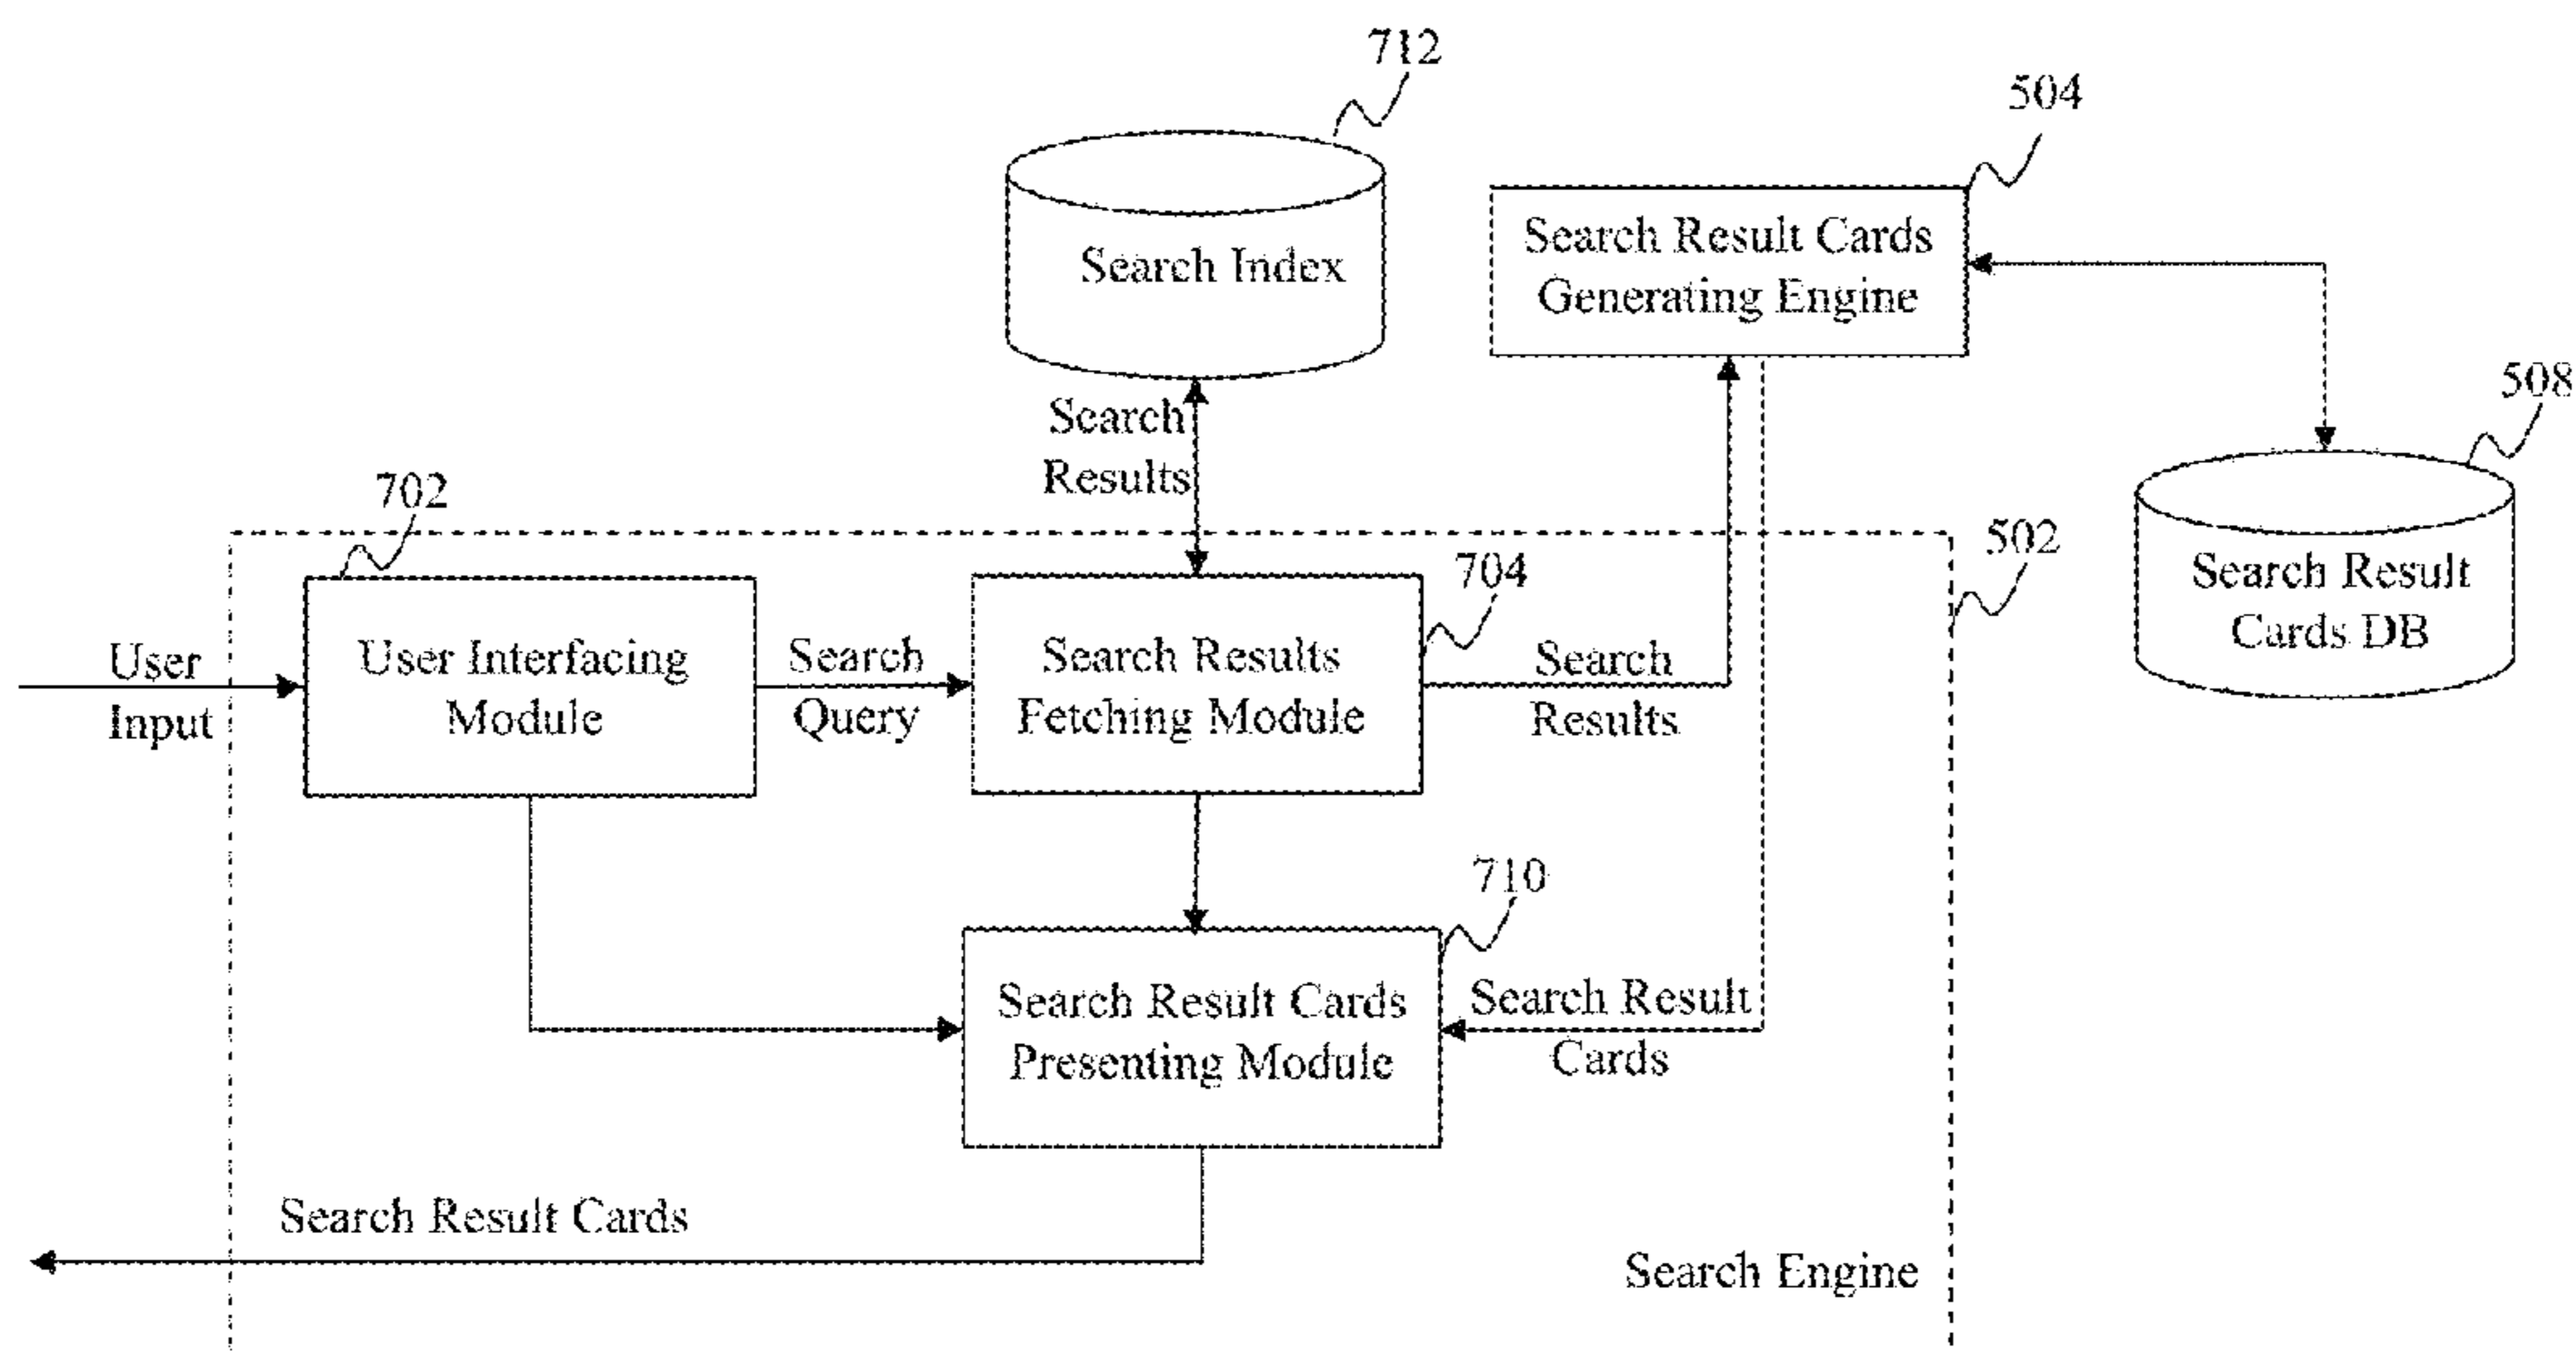 712
504
Search Index
Search Result Cards
Generating Engine
508
Search
Results
702
502
704
Search Result
Cards DB
User
Input
User Interfacing
Module
Search
Query
Search Results
Fetching Module
Search
Results
710
Search Result Cards
Presenting Module
Search Result
Cards
Search Result Cards
Search Engine